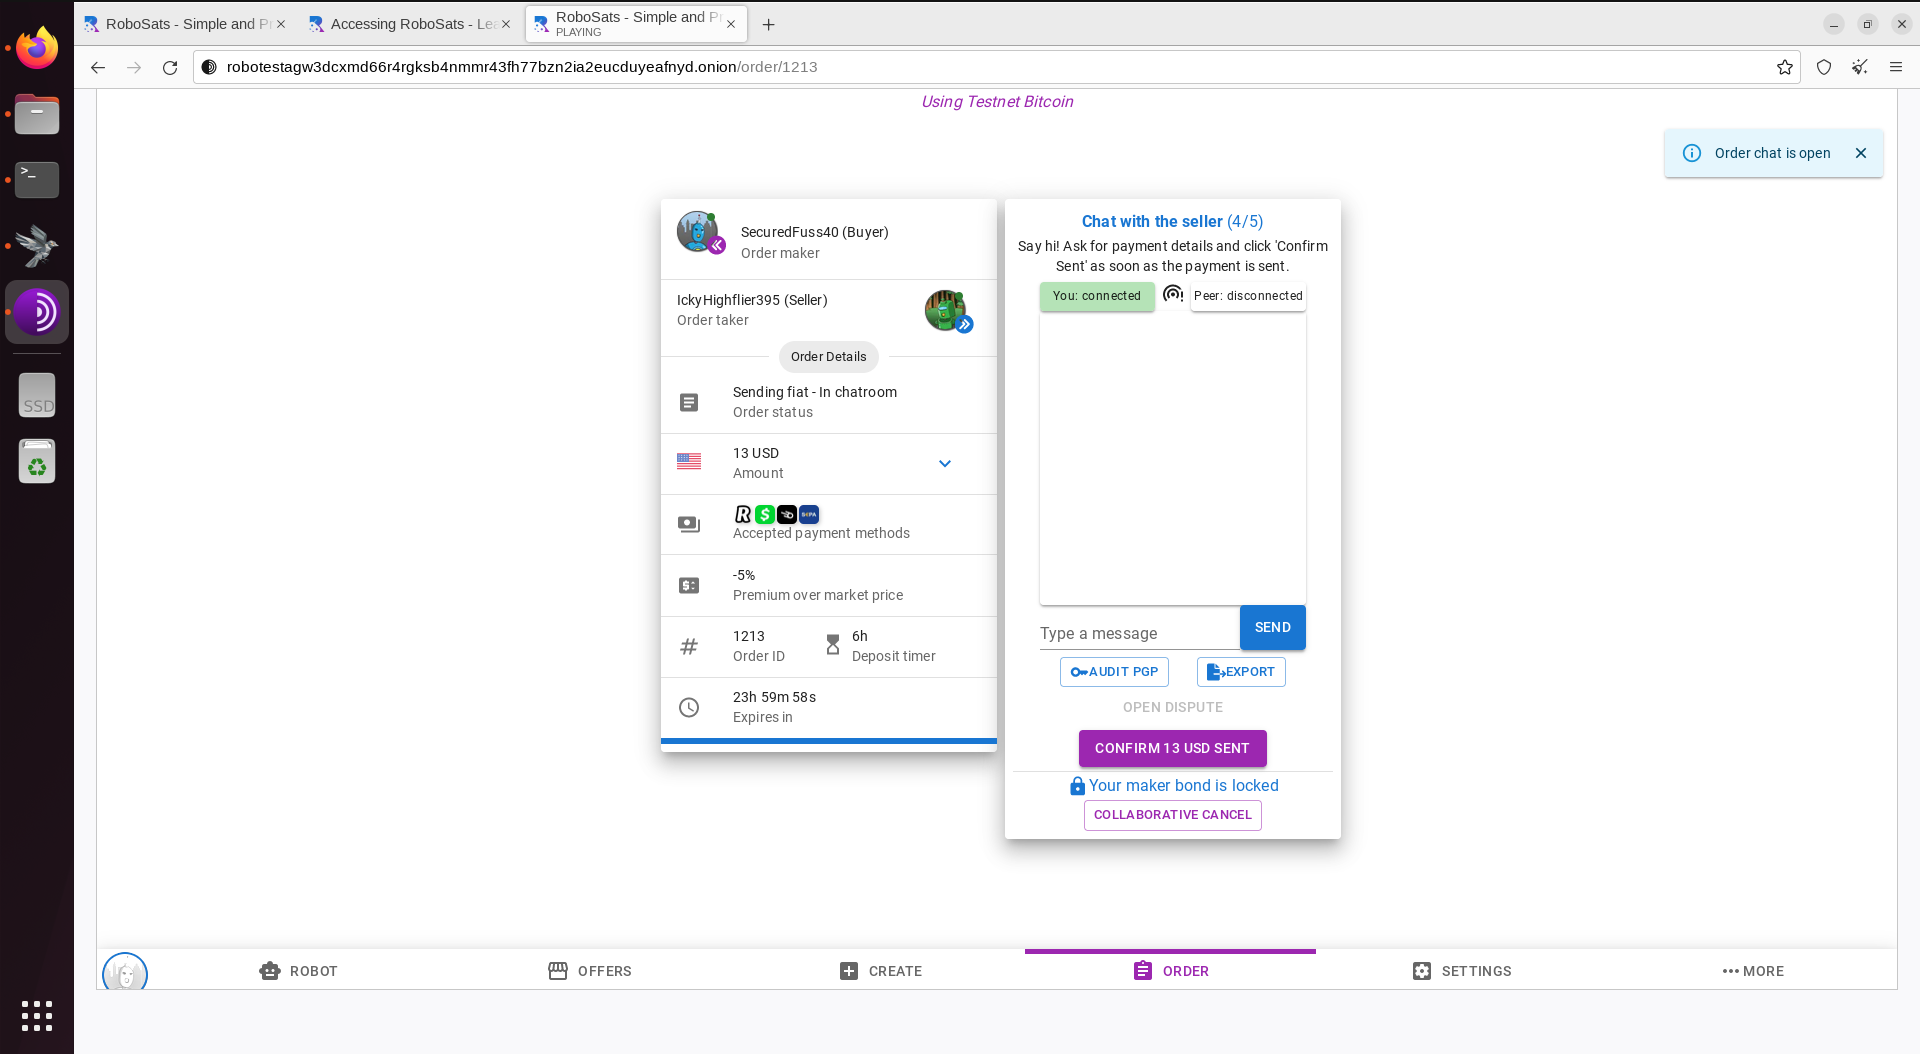 RoboSats - Simple and Pr
Accessing RoboSats - Lea
RoboSats - Simple and Pr
PLAYING
robotestagw3dcxmd66r4rgksb4nmmr43fh77bzn2ia2eucduyeafnyd.onion/order/1213
Using Testnet Bitcoin
Order chat is open
SecuredFuss40 (Buyer)
Order maker
IckyHighflier395 (Seller)
Order taker
Order Details
Sending fiat - In chatroom
Order status
13 USD
Amount
Accepted payment methods
-5%
Premium over market price
1213
Order ID
6h
Deposit timer
23h 59m 58s
Expires in
Chat with the seller (4/5)
Say hi! Ask for payment details and click 'Confirm
Sent' as soon as the payment is sent.
You: connected
Peer: disconnected
Type a message
SEND
AUDIT PGP
EXPORT
OPEN DISPUTE
CONFIRM 13 USD SENT
Your maker bond is locked
COLLABORATIVE CANCEL
ROBOT
OFFERS
CREATE
ORDER
SETTINGS
MORE
>_
SSD